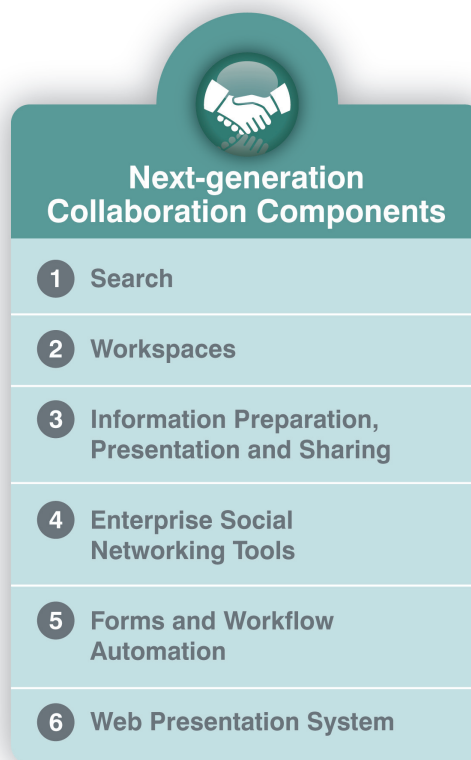 Next-generation
Collaboration Components
1 Search
2 Workspaces
3 Information Preparation,
Presentation and Sharing
4 Enterprise Social
Networking Tools
5 Forms and Workflow
Automation
6 Web Presentation System